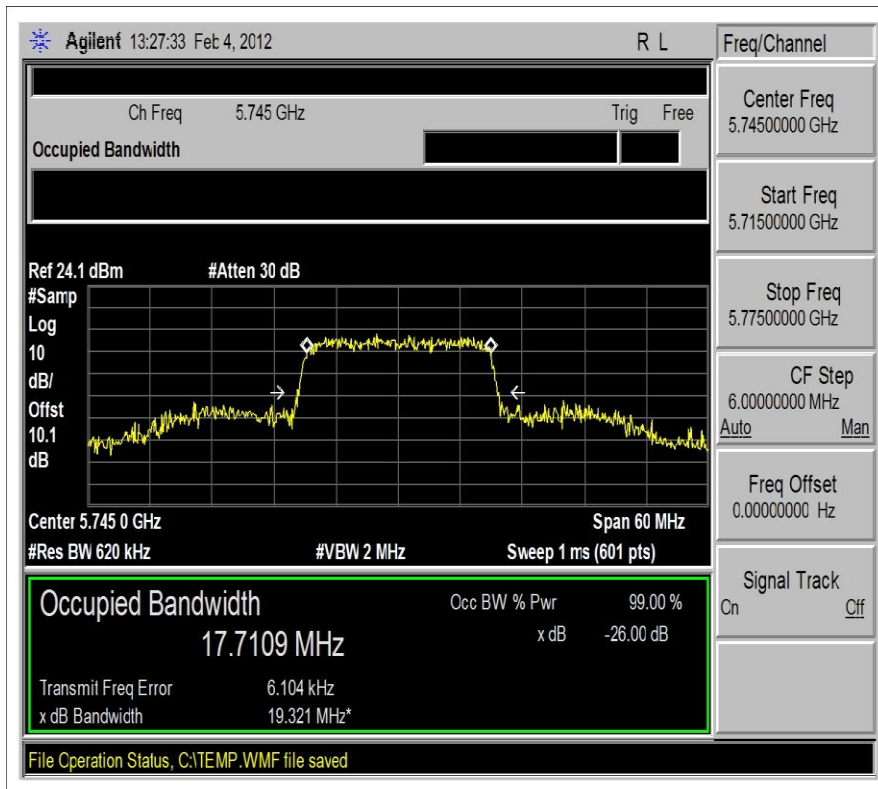 Agilent 13:27:33 Feb 4, 2012 R L
Freq/Channel
Ch Freq 5.745 GHz Trig Free
Occupied Bandwidth
Center Freq
5.74500000 GHz
Start Freq
5.71500000 GHz
Stop Freq
5.77500000 GHz
CF Step
6.00000000 MHz
Auto Man
Freq Offset
0.00000000 Hz
Signal Track
On Off
Ref 24.1 dBm #Atten 30 dB
#Samp
Log
10
dB/
Offst
10.1
dB
Center 5.745 0 GHz Span 60 MHz
#Res BW 620 kHz #VBW 2 MHz Sweep 1 ms (601 pts)
Occupied Bandwidth Occ BW % Pwr 99.00 %
17.7109 MHz x dB -26.00 dB
Transmit Freq Error 6.104 kHz
x dB Bandwidth 19.321 MHz*
File Operation Status, C:\TEMP.WMF file saved